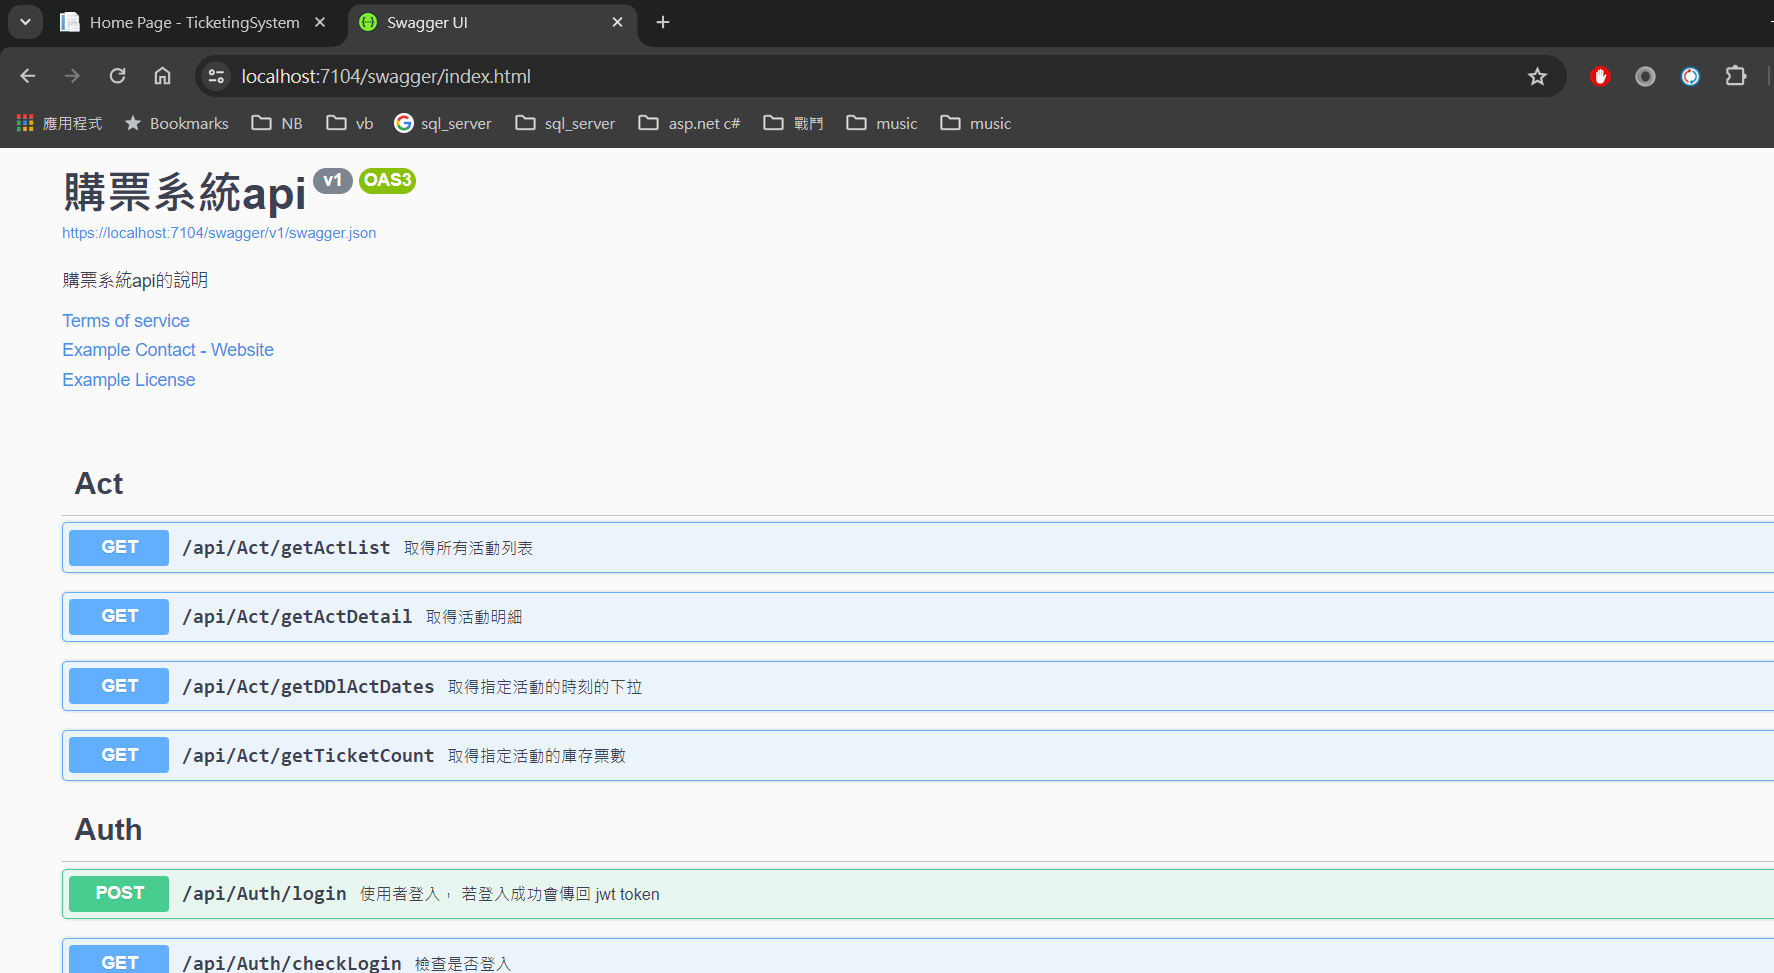 Home Page - TicketingSystem
Swagger UI
localhost:7104/swagger/index.html
應用程式 Bookmarks NB vb sql_server sql_server asp.net c# 戰鬥 music music
購票系統api v1 OAS3
https://localhost:7104/swagger/v1/swagger.json
購票系統api的說明
Terms of service
Example Contact - Website
Example License
Act
GET /api/Act/getActList 取得所有活動列表
GET /api/Act/getActDetail 取得活動明細
GET /api/Act/getDDlActDates 取得指定活動的時刻的下拉
GET /api/Act/getTicketCount 取得指定活動的庫存票數
Auth
POST /api/Auth/login 使用者登入， 若登入成功會傳回 jwt token
GET /api/Auth/checkLogin 檢查是否登入